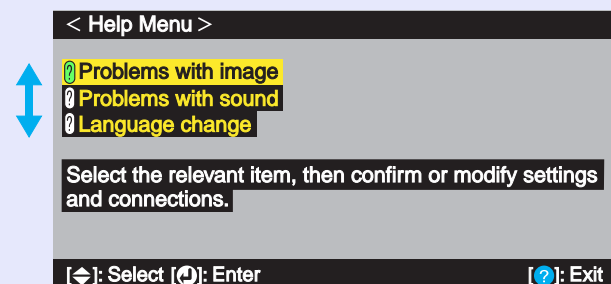 < Help Menu >
Problems with image
Problems with sound
Language change
Select the relevant item, then confirm or modify settings
and connections.
[ ]: Select [ ]: Enter [?]: Exit